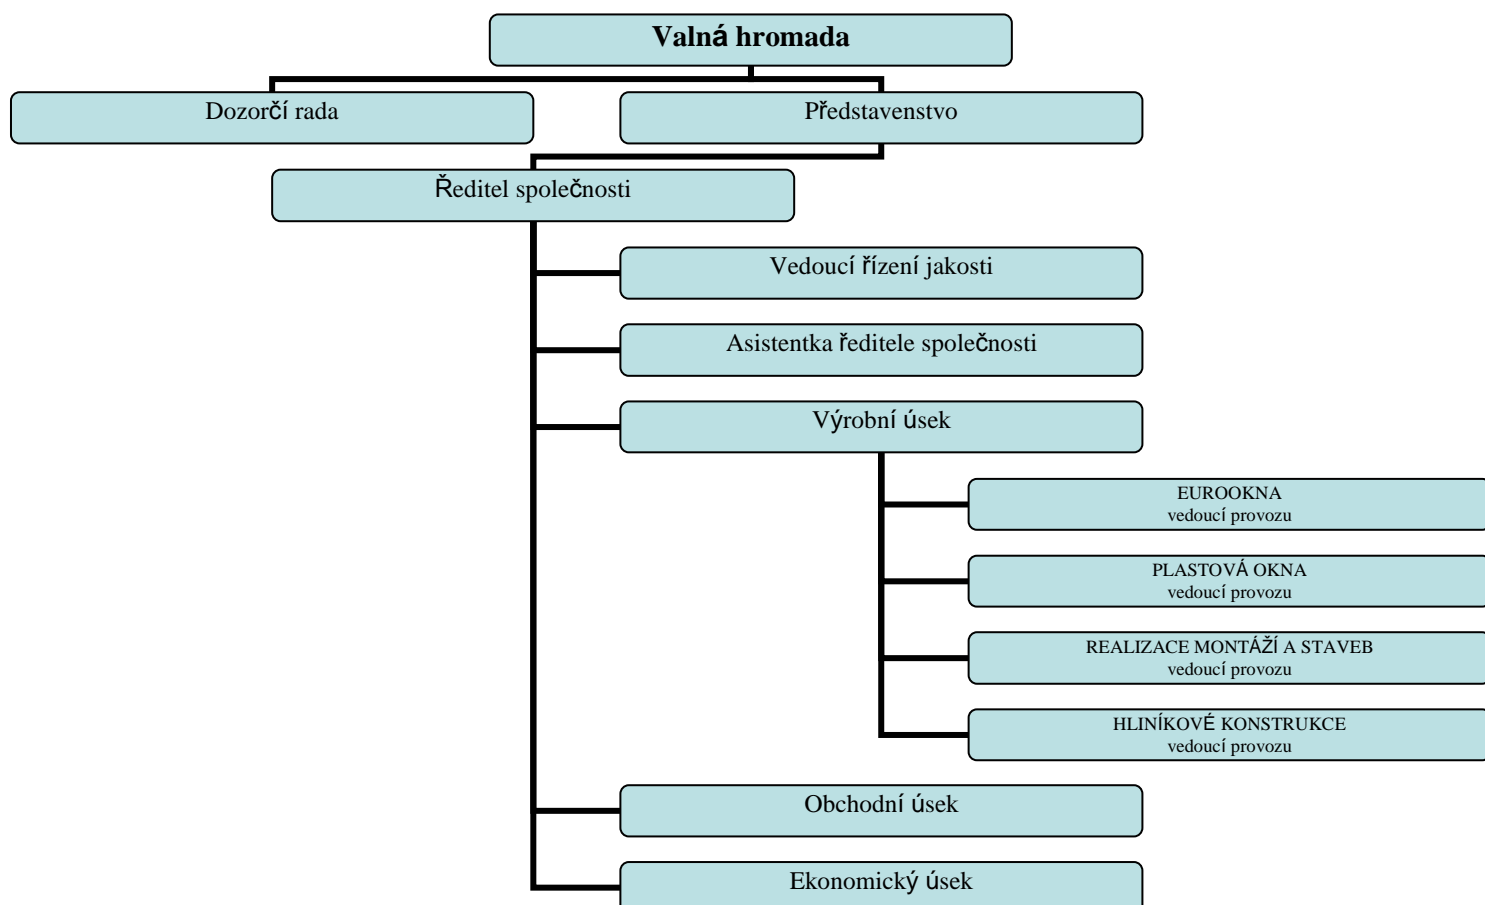 Valná hromada
Dozorčí rada
Představenstvo
Ředitel společnosti
Vedoucí řízení jakosti
Asistentka ředitele společnosti
Výrobní úsek
EUROOKNA
vedoucí provozu
PLASTOVÁ OKNA
vedoucí provozu
REALIZACE MONTÁŽÍ A STAVEB
vedoucí provozu
HLINÍKOVÉ KONSTRUKCE
vedoucí provozu
Obchodní úsek
Ekonomický úsek